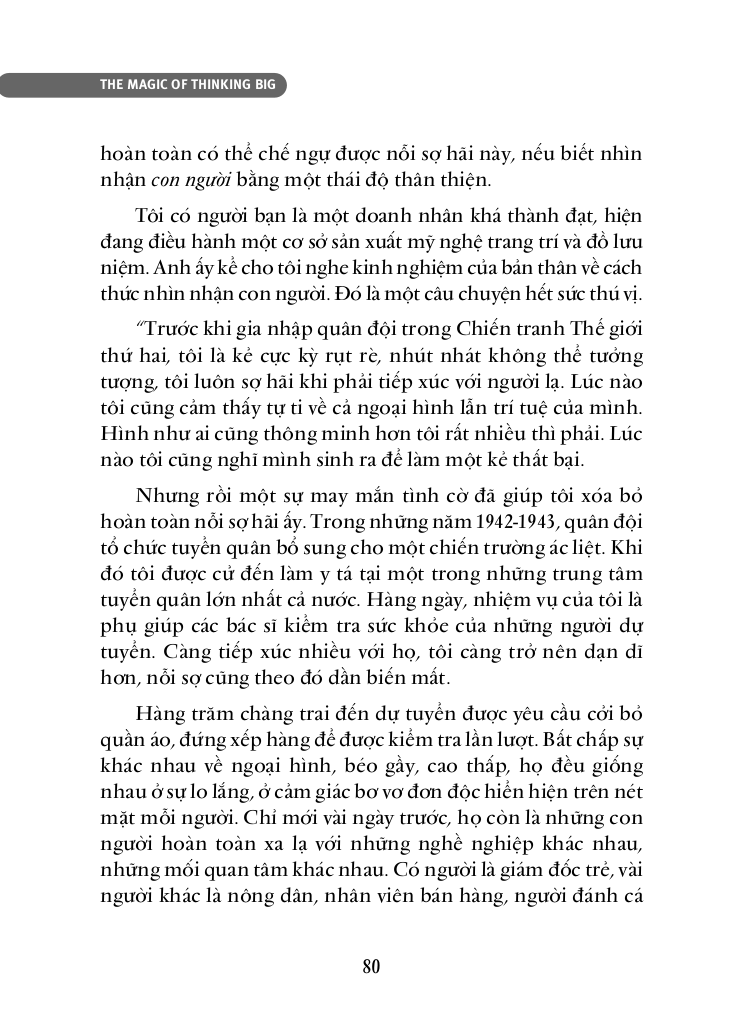 THE MAGIC OF THINKING BIG
hoàn toàn có thể chế ngự được nỗi sợ hãi này, nếu biết nhìn
nhận con người bằng một thái độ thân thiện.
Tôi có người bạn là một doanh nhân khá thành đạt, hiện
đang điều hành một cơ sở sản xuất mỹ nghệ trang trí và đồ lưu
niệm. Anh ấy kể cho tôi nghe kinh nghiệm của bản thân về cách
thức nhìn nhận con người. Đó là một câu chuyện hết sức thú vị.
“Trước khi gia nhập quân đội trong Chiến tranh Thế giới
thứ hai, tôi là kẻ cực kỳ rụt rè, nhút nhát không thể tưởng
tượng, tôi luôn sợ hãi khi phải tiếp xúc với người lạ. Lúc nào
tôi cũng cảm thấy tự ti về cả ngoại hình lẫn trí tuệ của mình.
Hình như ai cũng thông minh hơn tôi rất nhiều thì phải. Lúc
nào tôi cũng nghĩ mình sinh ra để làm một kẻ thất bại.
Nhưng rồi một sự may mắn tình cờ đã giúp tôi xóa bỏ
hoàn toàn nỗi sợ hãi ấy. Trong những năm 1942-1943, quân đội
tổ chức tuyển quân bổ sung cho một chiến trường ác liệt. Khi
đó tôi được cử đến làm y tá tại một trong những trung tâm
tuyển quân lớn nhất cả nước. Hàng ngày, nhiệm vụ của tôi là
phụ giúp các bác sĩ kiểm tra sức khỏe của những người dự
tuyển. Càng tiếp xúc nhiều với họ, tôi càng trở nên dạn dĩ
hơn, nỗi sợ cũng theo đó dần biến mất.
Hàng trăm chàng trai đến dự tuyển được yêu cầu cởi bỏ
quần áo, đứng xếp hàng để được kiểm tra lần lượt. Bất chấp sự
khác nhau về ngoại hình, béo gầy, cao thấp, họ đều giống
nhau ở sự lo lắng, ở cảm giác bơ vơ đơn độc hiển hiện trên nét
mặt mỗi người. Chỉ mới vài ngày trước, họ còn là những con
người hoàn toàn xa lạ với những nghề nghiệp khác nhau,
những mối quan tâm khác nhau. Có người là giám đốc trẻ, vài
người khác là nông dân, nhân viên bán hàng, người đánh cá
80